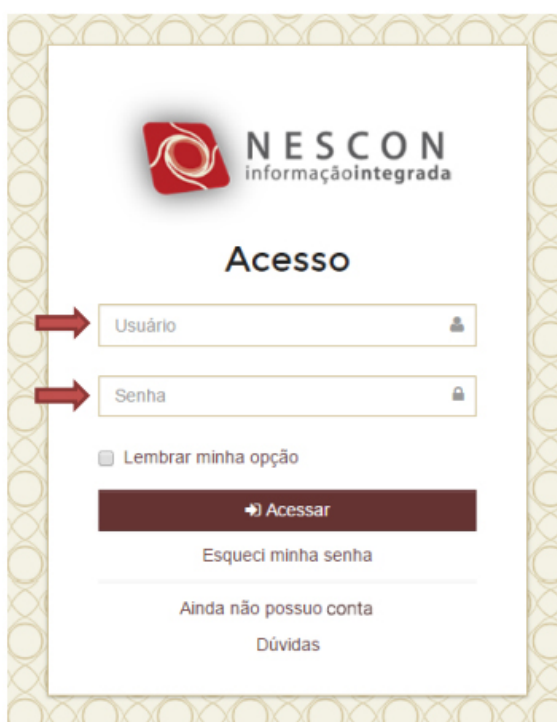 NESCON
informaçãointegrada
Acesso
Usuário
Senha
Lembrar minha opção
Acessar
Esqueci minha senha
Ainda não possuo conta
Dúvidas